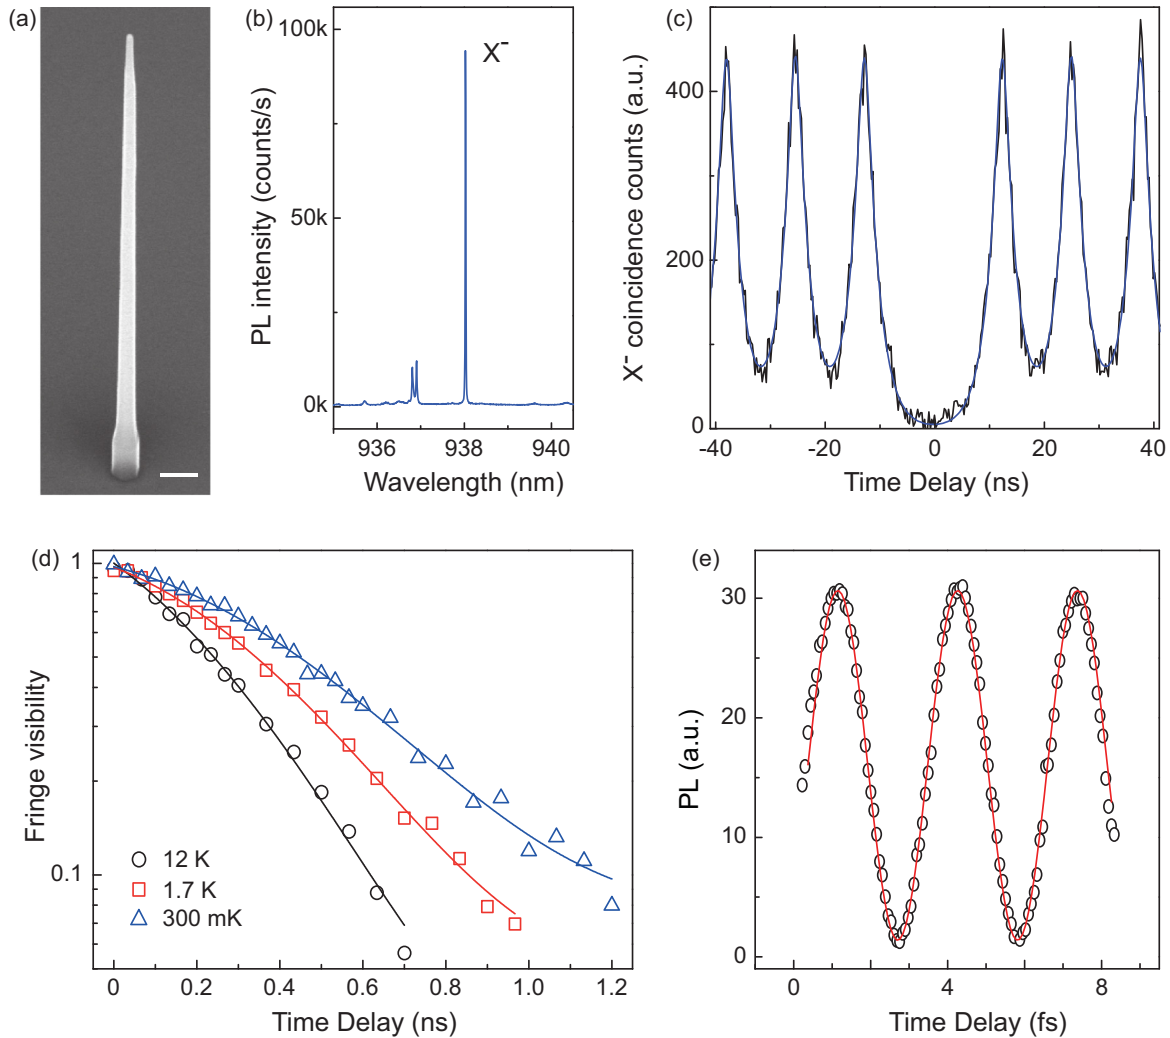 (a)
(b)
100k
50k
0k
X⁻
PL intensity (counts/s)
936
938
940
Wavelength (nm)
(c)
400
200
0
X⁻ coincidence counts (a.u.)
-40
-20
0
20
40
Time Delay (ns)
(d)
1
0.1
Fringe visibility
12 K
1.7 K
300 mK
0
0.2
0.4
0.6
0.8
1.0
1.2
Time Delay (ns)
(e)
30
20
10
0
PL (a.u.)
0
4
8
Time Delay (fs)